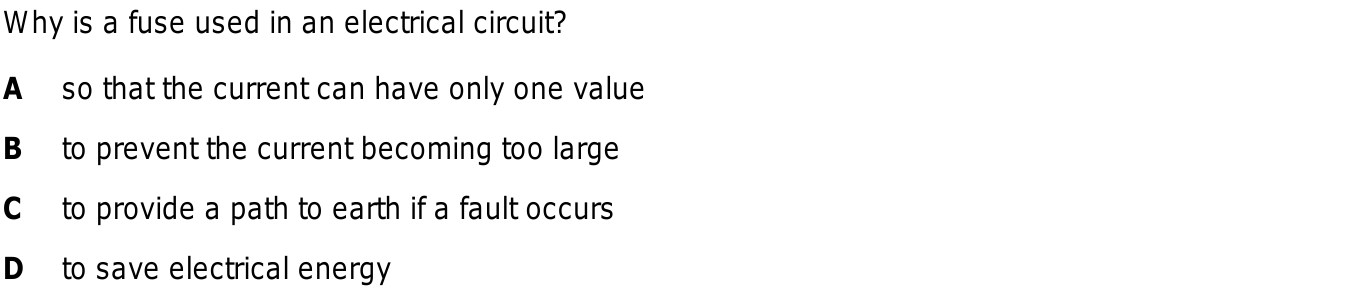 Why is a fuse used in an electrical circuit?
A so that the current can have only one value
B to prevent the current becoming too large
C to provide a path to earth if a fault occurs
D to save electrical energy